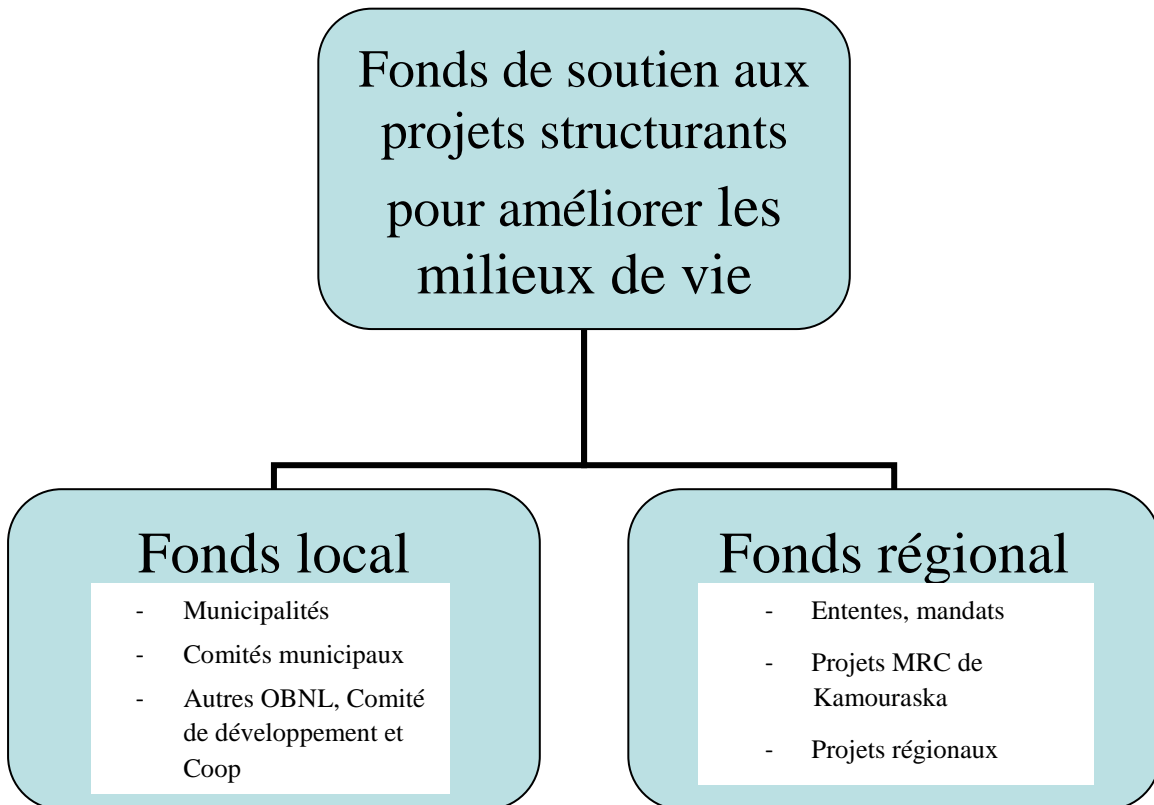 Fonds de soutien aux
projets structurants
pour améliorer les
milieux de vie
Fonds local
- Municipalités
- Comités municipaux
- Autres OBNL, Comité
de développement et
Coop
Fonds régional
- Ententes, mandats
- Projets MRC de
Kamouraska
- Projets régionaux